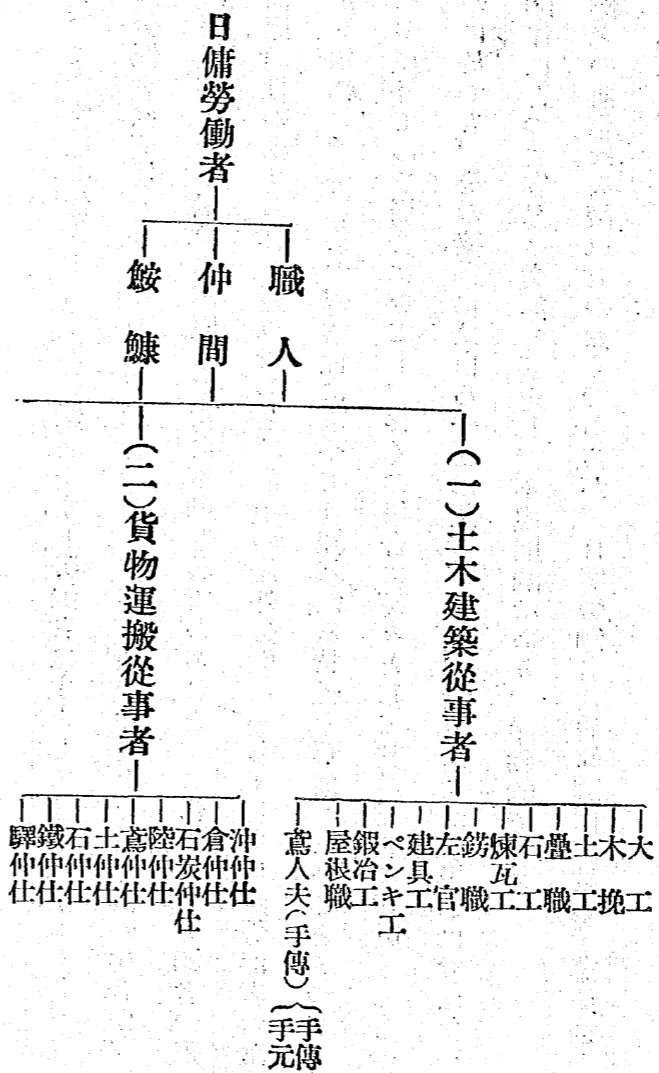 日傭勞働者
職人
仲間
鮟鱇
(一)土木建築從事者
大工
木挽
土工
疊職
石工
煉瓦工
錺職
左官
建具工
ペンキ工
鍜冶工
屋根職
鳶人夫(手傳)
手傳
手元
(二)貨物運搬從事者
沖仲仕
倉仲仕
石炭仲仕
陸仲仕
鳶仲仕
土仲仕
石仲仕
鐵仲仕
驛仲仕